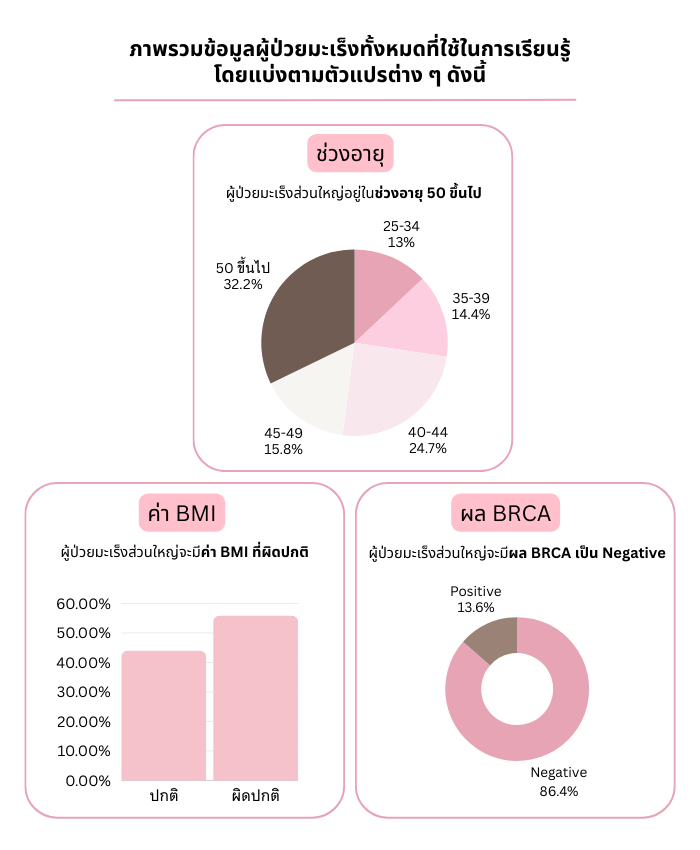 ภาพรวมข้อมูลผู้ป่วยมะเร็งทั้งหมดที่ใช้ในการเรียนรู้
โดยแบ่งตามตัวแปรต่าง ๆ ดังนี้
ช่วงอายุ
ผู้ป่วยมะเร็งส่วนใหญ่อยู่ในช่วงอายุ 50 ขึ้นไป
25-34
13%
50 ขึ้นไป
32.2%
35-39
14.4%
45-49
15.8%
40-44
24.7%
ค่า BMI
ผู้ป่วยมะเร็งส่วนใหญ่จะมีค่า BMI ที่ผิดปกติ
60.00%
50.00%
40.00%
30.00%
20.00%
10.00%
0.00%
ปกติ
ผิดปกติ
ผล BRCA
ผู้ป่วยมะเร็งส่วนใหญ่จะมีผล BRCA เป็น Negative
Positive
13.6%
Negative
86.4%